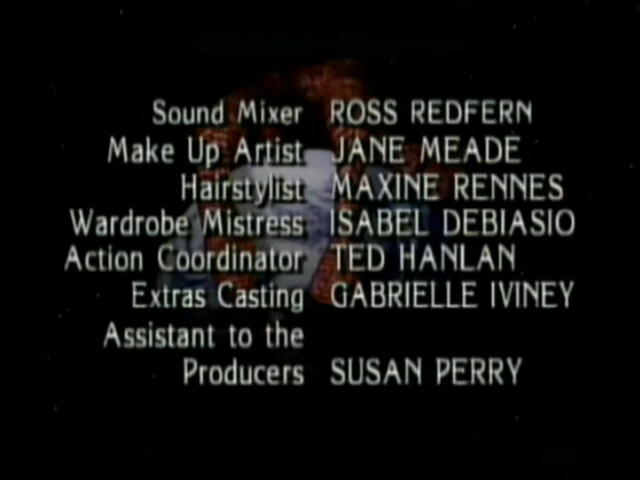 Sound Mixer ROSS REDFERN
Make Up Artist JANE MEADE
Hairstylist MAXINE RENNES
Wardrobe Mistress ISABEL DEBIASIO
Action Coordinator TED HANLAN
Extras Casting GABRIELLE IVINEY
Assistant to the
Producers SUSAN PERRY